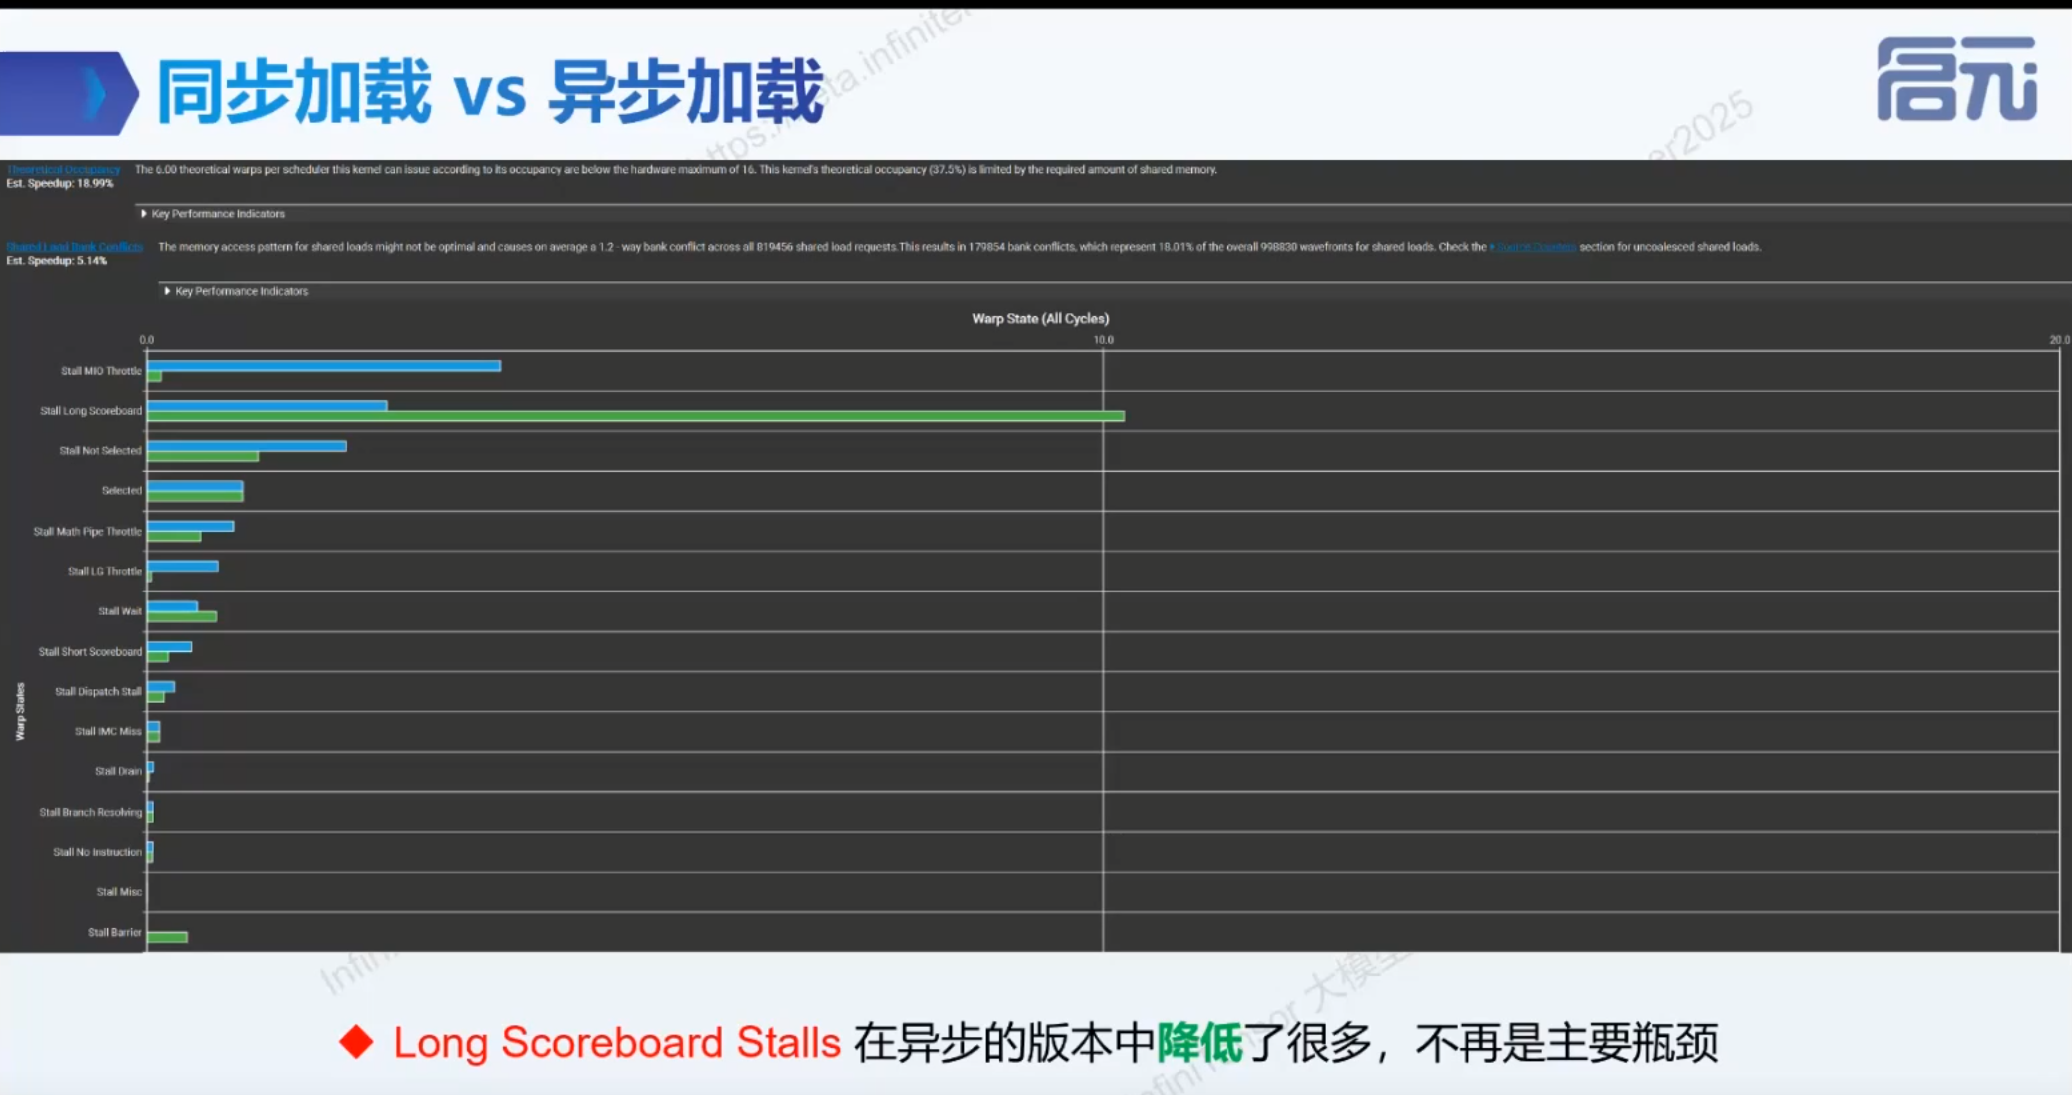 同步加载 vs 异步加载
启元
ttps:
eta.infiniter
er2025
Theoretical Occupancy
Est. Speedup: 18.99%
The 6.00 theoretical warps per scheduler this kernel can issue according to its occupancy are below the hardware maximum of 16. This kernel's theoretical occupancy (37.5%) is limited by the required amount of shared memory.
Key Performance Indicators
Shared Load Bank Conflicts
Est. Speedup: 5.14%
The memory access pattern for shared loads might not be optimal and causes on average a 1.2 - way bank conflict across all 819456 shared load requests.This results in 179854 bank conflicts, which represent 18.01% of the overall 998830 wavefronts for shared loads. Check the Source Counters section for uncoalesced shared loads.
Key Performance Indicators
Warp State (All Cycles)
0.0 10.0 20.0
Stall MIO Throttle
Stall Long Scoreboard
Stall Not Selected
Selected
Stall Math Pipe Throttle
Stall LG Throttle
Stall Wait
Stall Short Scoreboard
Stall Dispatch Stall
Stall IMC Miss
Stall Drain
Stall Branch Resolving
Stall No Instruction
Stall Misc
Stall Barrier
Warp States
Infini
大模型
Long Scoreboard Stalls 在异步的版本中降低了很多，不再是主要瓶颈